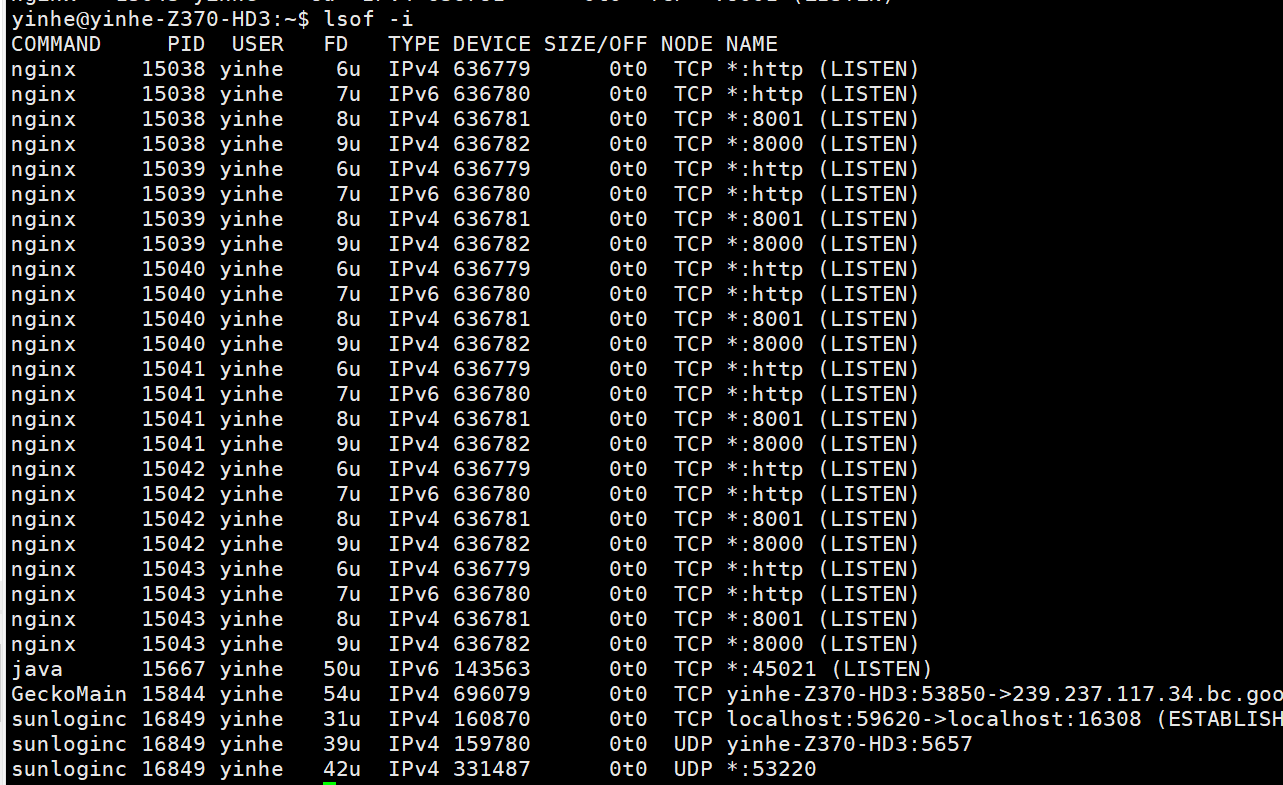 yinhe@yinhe-Z370-HD3:~$ lsof -i
COMMAND     PID  USER   FD   TYPE DEVICE SIZE/OFF NODE NAME
nginx     15038 yinhe    6u  IPv4 636779      0t0  TCP *:http (LISTEN)
nginx     15038 yinhe    7u  IPv6 636780      0t0  TCP *:http (LISTEN)
nginx     15038 yinhe    8u  IPv4 636781      0t0  TCP *:8001 (LISTEN)
nginx     15038 yinhe    9u  IPv4 636782      0t0  TCP *:8000 (LISTEN)
nginx     15039 yinhe    6u  IPv4 636779      0t0  TCP *:http (LISTEN)
nginx     15039 yinhe    7u  IPv6 636780      0t0  TCP *:http (LISTEN)
nginx     15039 yinhe    8u  IPv4 636781      0t0  TCP *:8001 (LISTEN)
nginx     15039 yinhe    9u  IPv4 636782      0t0  TCP *:8000 (LISTEN)
nginx     15040 yinhe    6u  IPv4 636779      0t0  TCP *:http (LISTEN)
nginx     15040 yinhe    7u  IPv6 636780      0t0  TCP *:http (LISTEN)
nginx     15040 yinhe    8u  IPv4 636781      0t0  TCP *:8001 (LISTEN)
nginx     15040 yinhe    9u  IPv4 636782      0t0  TCP *:8000 (LISTEN)
nginx     15041 yinhe    6u  IPv4 636779      0t0  TCP *:http (LISTEN)
nginx     15041 yinhe    7u  IPv6 636780      0t0  TCP *:http (LISTEN)
nginx     15041 yinhe    8u  IPv4 636781      0t0  TCP *:8001 (LISTEN)
nginx     15041 yinhe    9u  IPv4 636782      0t0  TCP *:8000 (LISTEN)
nginx     15042 yinhe    6u  IPv4 636779      0t0  TCP *:http (LISTEN)
nginx     15042 yinhe    7u  IPv6 636780      0t0  TCP *:http (LISTEN)
nginx     15042 yinhe    8u  IPv4 636781      0t0  TCP *:8001 (LISTEN)
nginx     15042 yinhe    9u  IPv4 636782      0t0  TCP *:8000 (LISTEN)
nginx     15043 yinhe    6u  IPv4 636779      0t0  TCP *:http (LISTEN)
nginx     15043 yinhe    7u  IPv6 636780      0t0  TCP *:http (LISTEN)
nginx     15043 yinhe    8u  IPv4 636781      0t0  TCP *:8001 (LISTEN)
nginx     15043 yinhe    9u  IPv4 636782      0t0  TCP *:8000 (LISTEN)
java      15667 yinhe   50u  IPv6 143563      0t0  TCP *:45021 (LISTEN)
GeckoMain 15844 yinhe   54u  IPv4 696079      0t0  TCP yinhe-Z370-HD3:53850->239.237.117.34.bc.goo
sunloginc 16849 yinhe   31u  IPv4 160870      0t0  TCP localhost:59620->localhost:16308 (ESTABLISH
sunloginc 16849 yinhe   39u  IPv4 159780      0t0  UDP yinhe-Z370-HD3:5657
sunloginc 16849 yinhe   42u  IPv4 331487      0t0  UDP *:53220